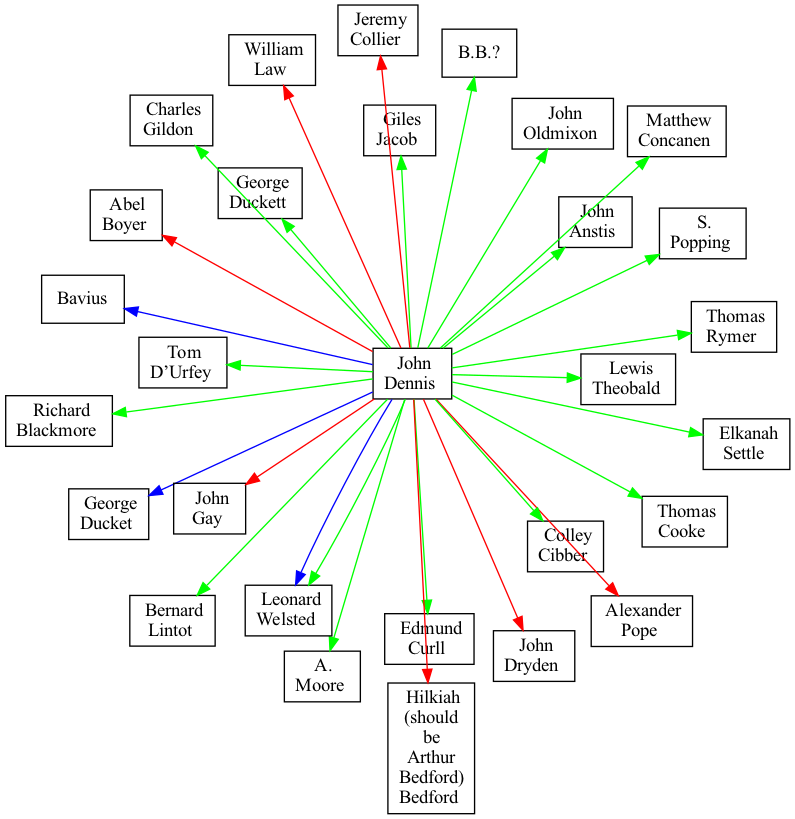 Jeremy
Collier
William
Law
B.B.?
Charles
Gildon
Giles
Jacob
John
Oldmixon
Matthew
Concanen
George
Duckett
Abel
Boyer
John
Anstis
S.
Popping
Bavius
Thomas
Rymer
Tom
D'Urfey
John
Dennis
Lewis
Theobald
Richard
Blackmore
Elkanah
Settle
George
Ducket
John
Gay
Thomas
Cooke
Colley
Cibber
Bernard
Lintot
Leonard
Welsted
Alexander
Pope
Edmund
Curll
John
Dryden
A.
Moore
Hilkiah
(should
be
Arthur
Bedford)
Bedford